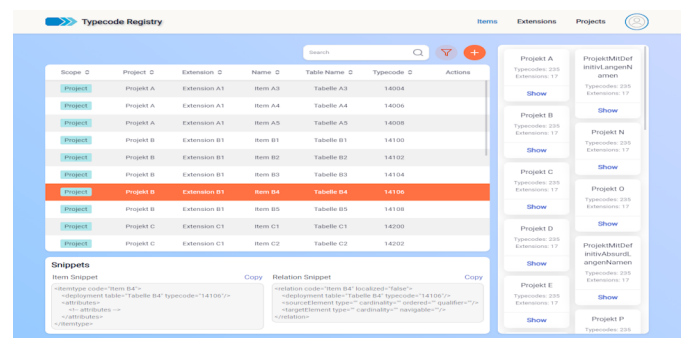 Typecode Registry
Items Extensions Projects
Search
Scope Project Extension Name Table Name Typecode Actions
Project Projekt A Extension A1 Item A3 Tabelle A3 14004
Project Projekt A Extension A1 Item A4 Tabelle A4 14006
Project Projekt A Extension A1 Item A5 Tabelle A5 14008
Project Projekt B Extension B1 Item B1 Tabelle B1 14100
Project Projekt B Extension B1 Item B2 Tabelle B2 14102
Project Projekt B Extension B1 Item B3 Tabelle B3 14104
Project Projekt B Extension B1 Item B4 Tabelle B4 14106
Project Projekt B Extension B1 Item B5 Tabelle B5 14108
Project Projekt C Extension C1 Item C1 Tabelle C1 14200
Project Projekt C Extension C1 Item C2 Tabelle C2 14202
Snippets
Item Snippet Copy
<itemtype code="Item B4">
<deployment table="Tabelle B4" typecode="14106"/>
<attributes>
<!-- attributes -->
</attributes>
</itemtype>
Relation Snippet Copy
<relation code="Item B4" localized="false">
<deployment table="Tabelle B4" typecode="14106"/>
<sourceElement type="" cardinality="" oidered="" qualifier=""/>
<targetElement type="" cardinality="" navigable=""/>
</relation>
Projekt A
Typecodes: 235
Extensions: 17
Show
Projekt B
Typecodes: 235
Extensions: 17
Show
Projekt C
Typecodes: 235
Extensions: 17
Show
Projekt D
Typecodes: 235
Extensions: 17
Show
Projekt E
Typecodes: 235
Extensions: 17
Show
ProjektMitDef
initivLangenN
amen
Typecodes: 235
Extensions: 17
Show
Projekt N
Typecodes: 235
Extensions: 17
Show
Projekt O
Typecodes: 235
Extensions: 17
Show
ProjektMitDef
initivAbsurdL
angenNamen
Typecodes: 235
Extensions: 17
Show
Projekt P
Typecodes: 235